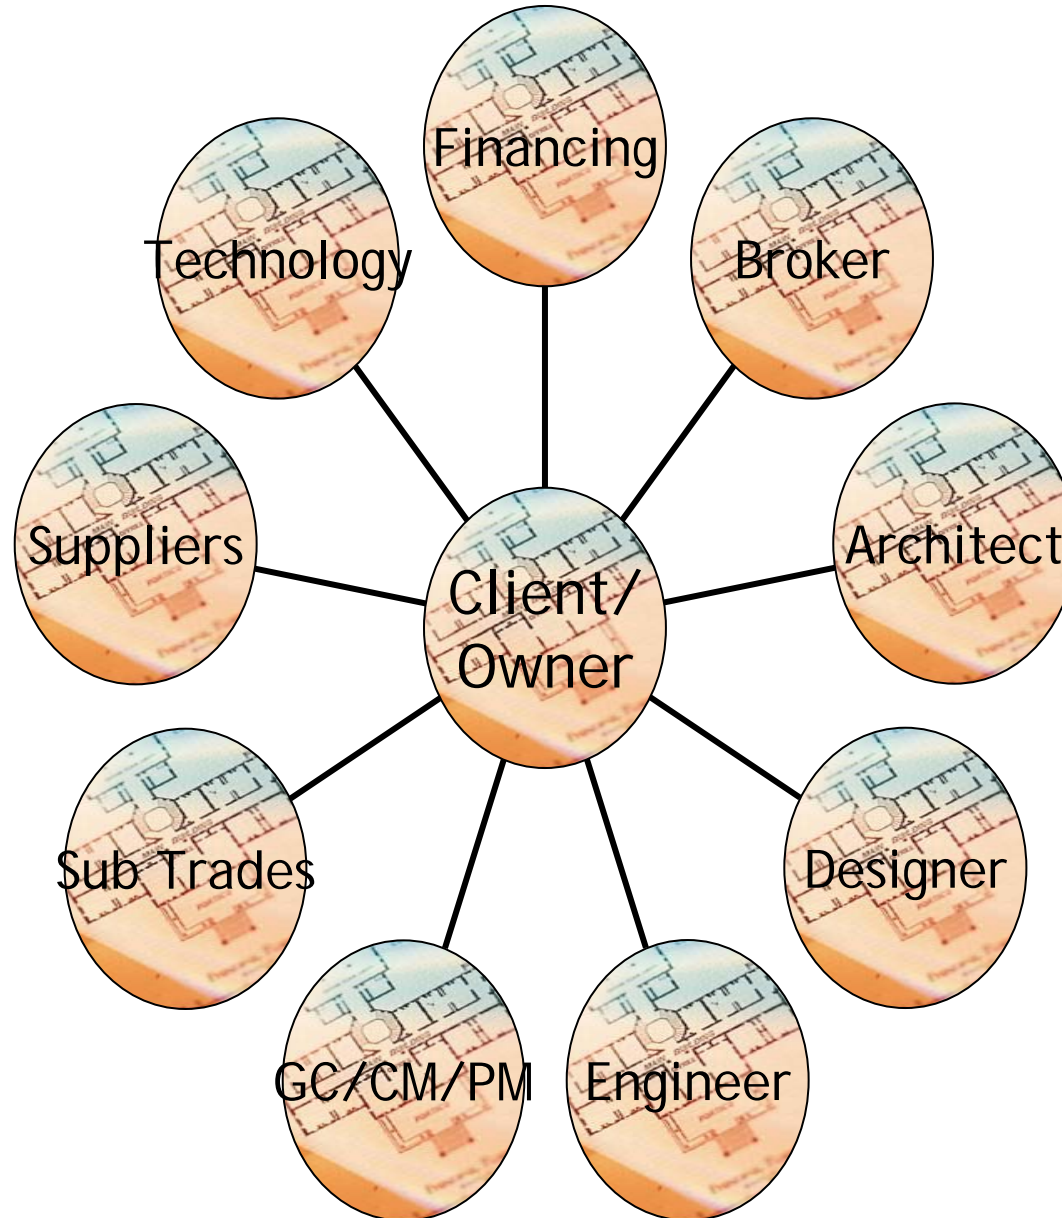 Financing
Technology
Broker
Suppliers
Architect
Client/
Owner
Sub Trades
Designer
GC/CM/PM
Engineer